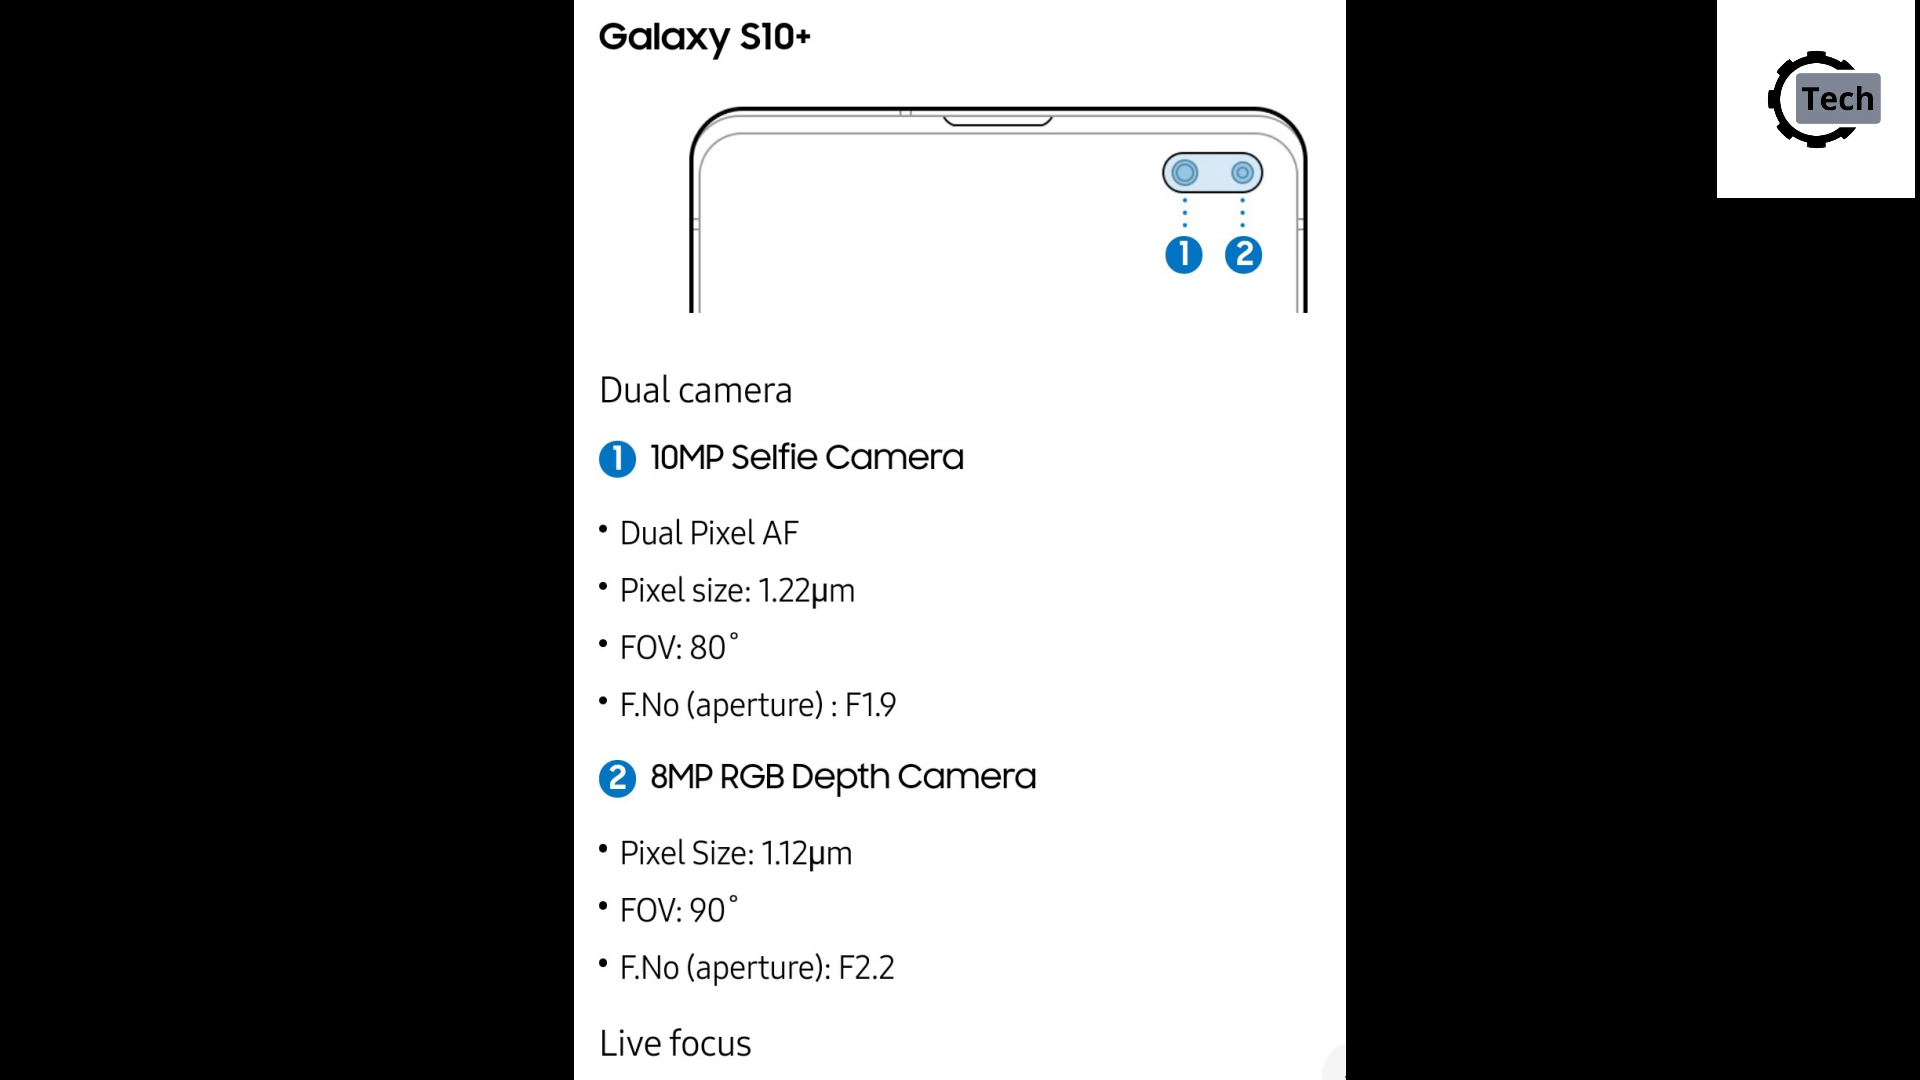 Galaxy S10+
Tech
1 2
Dual camera
1 10MP Selfie Camera
• Dual Pixel AF
• Pixel size: 1.22μm
• FOV: 80˚
• F.No (aperture) : F1.9
2 8MP RGB Depth Camera
• Pixel Size: 1.12μm
• FOV: 90˚
• F.No (aperture): F2.2
Live focus